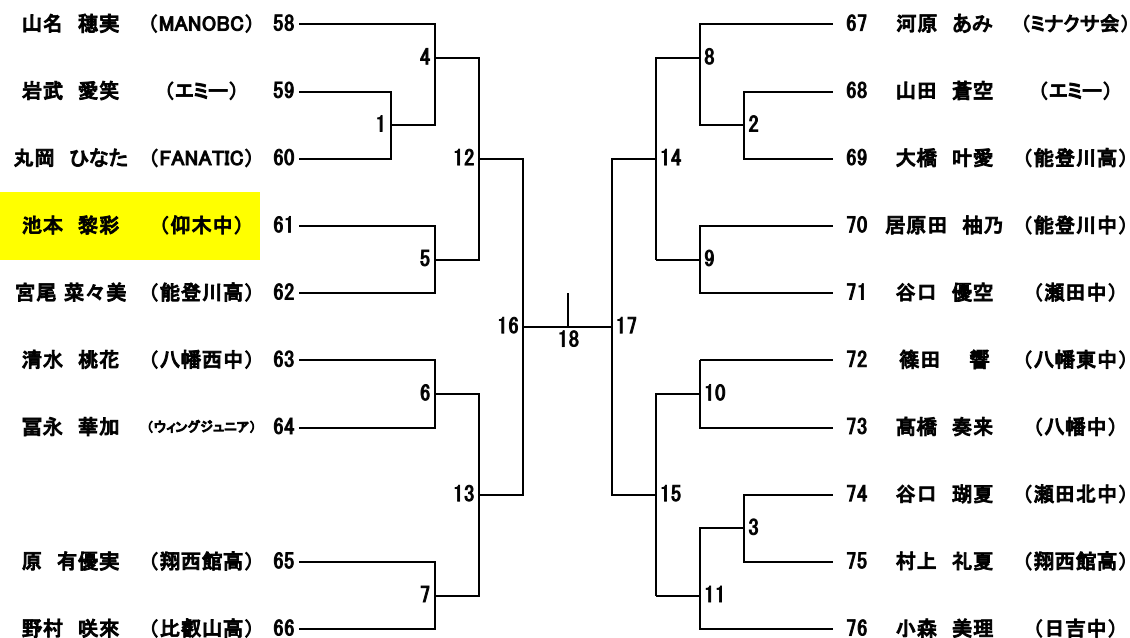 山名 穂実 （MANOBC） 58
67 河原 あみ （ミナクサ会）
4
8
岩武 愛笑 （エミー） 59
68 山田 蒼空 （エミー）
1
2
丸岡 ひなた （FANATIC） 60
12
14
69 大橋 叶愛 （能登川高）
池本 黎彩 （仰木中） 61
70 居原田 柚乃 （能登川中）
5
9
宮尾 菜々美 （能登川高） 62
71 谷口 優空 （瀬田中）
16
18
17
清水 桃花 （八幡西中） 63
72 篠田 響 （八幡東中）
6
10
冨永 華加 （ウィングジュニア） 64
73 高橋 奏来 （八幡中）
13
15
74 谷口 瑚夏 （瀬田北中）
3
原 有優実 （翔西館高） 65
75 村上 礼夏 （翔西館高）
7
11
野村 咲來 （比叡山高） 66
76 小森 美理 （日吉中）